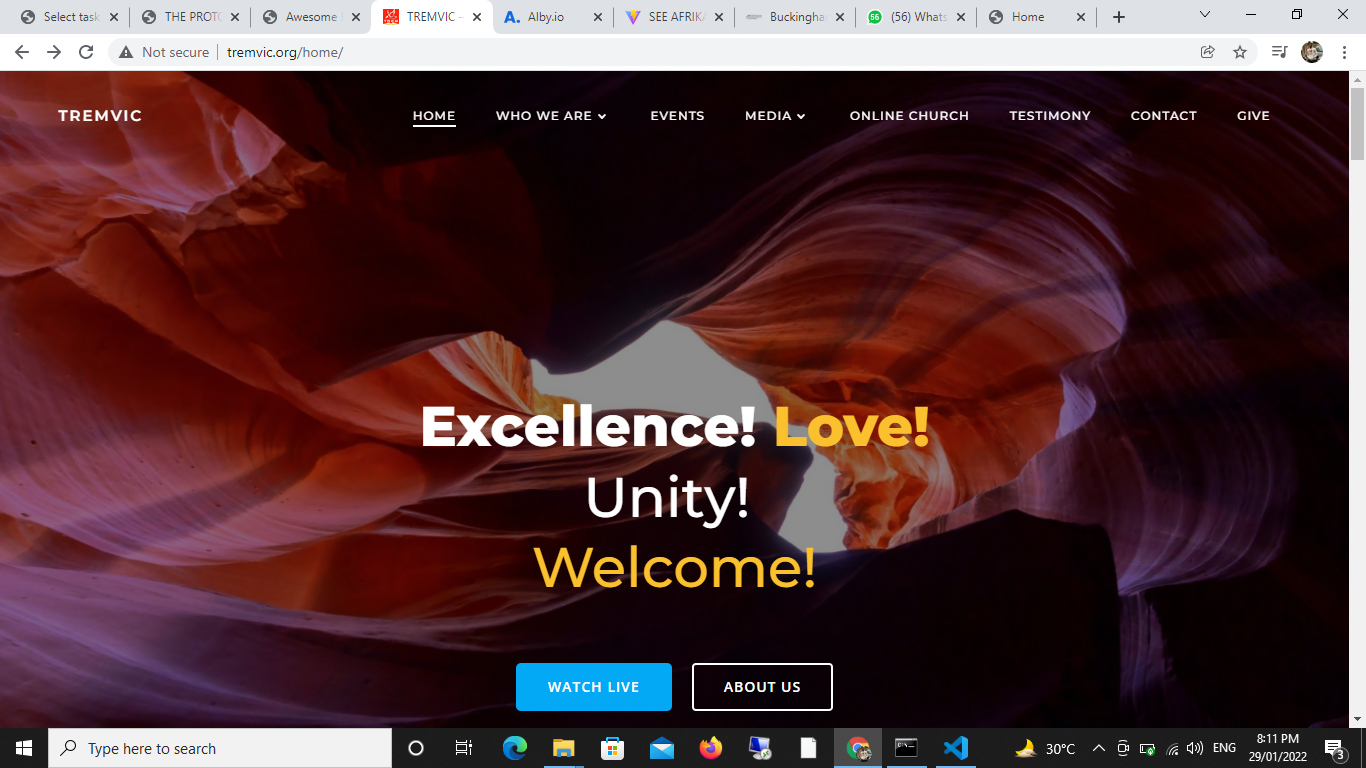 Select task
THE PROTO
Awesome
TREMVIC –
Alby.io
SEE AFRIKA
Buckingha
(56) Whats
Home
Not secure
tremvic.org/home/
TREMVIC
HOME
WHO WE ARE
EVENTS
MEDIA
ONLINE CHURCH
TESTIMONY
CONTACT
GIVE
Excellence! Love!
Unity!
Welcome!
WATCH LIVE
ABOUT US
Type here to search
30°C
ENG
8:11 PM
29/01/2022
3